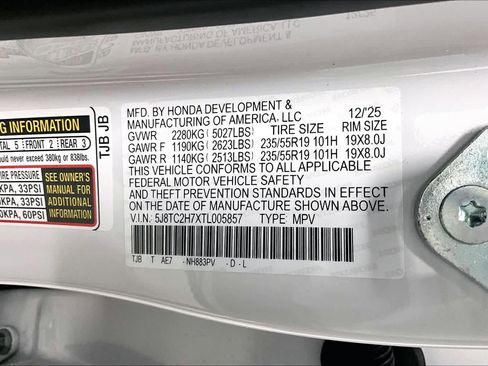 MFD. BY HONDA DEVELOPMENT &
MANUFACTURING OF AMERICA, LLC 12/'25
GVWR 2280KG (5027LBS) TIRE SIZE RIM SIZE
GAWR F 1190KG (2623LBS) 235/55R19 101H 19X8.0J
GAWR R 1140KG (2513LBS) 235/55R19 101H 19X8.0J
THIS VEHICLE CONFORMS TO ALL APPLICABLE
FEDERAL MOTOR VEHICLE SAFETY
AND THEFT PREVENTION STANDARDS IN EFFECT
ON THE DATE OF MANUFACTURE SHOWN ABOVE.
V.I.N. 5J8TC2H7XTL005857 TYPE: MPV
TJB T AE7 -NH883PV -D-L
INFORMATION
5 FRONT 2 REAR 3
never exceed 380kg or 838lbs.
PRESSURE
KPA, 33PSI
KPA, 33PSI
KPA, 60PSI
SEE OWNER'S
MANUAL FOR
ADDITIONAL
INFORMATION
TJB JB